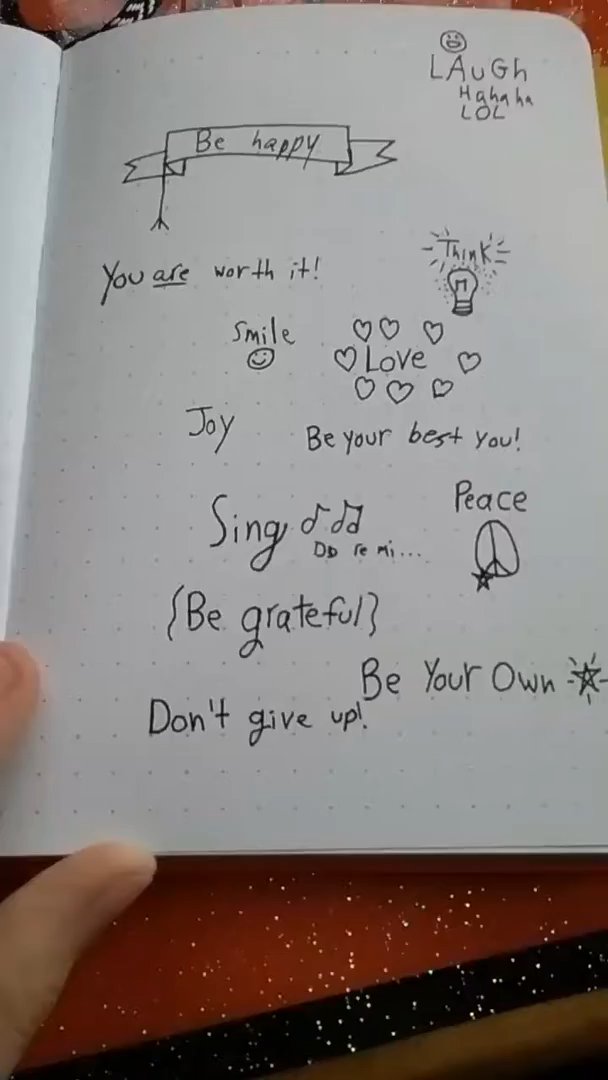 LAuGh
Hahaha
LOL
Be happy
Think
You are worth it!
Smile
Love
Joy
Be your best you!
Peace
Sing
Do re mi...
{Be grateful}
Be Your Own
Don't give up!